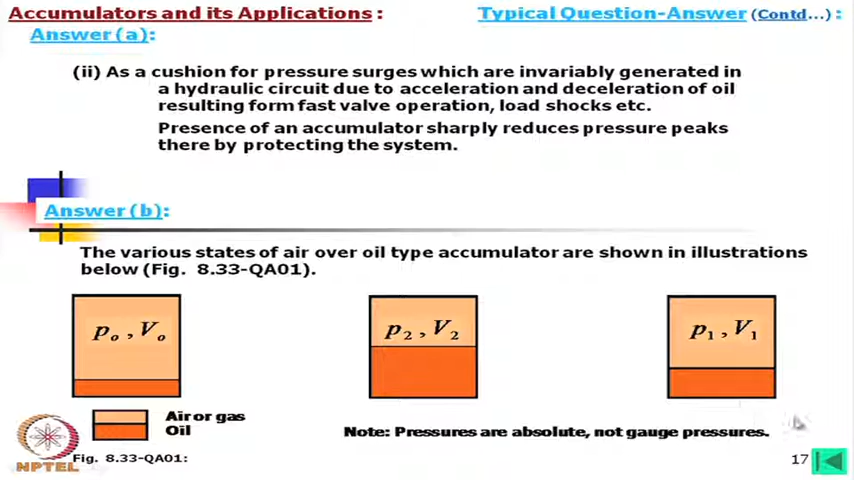 Accumulators and its Applications :
Typical Question-Answer (Contd...) :
Answer (a):
(ii) As a cushion for pressure surges which are invariably generated in
a hydraulic circuit due to acceleration and deceleration of oil
resulting form fast valve operation, load shocks etc.
Presence of an accumulator sharply reduces pressure peaks
there by protecting the system.
Answer (b):
The various states of air over oil type accumulator are shown in illustrations
below (Fig. 8.33-QA01).
pₒ , Vₒ
p₂ , V₂
p₁ , V₁
Air or gas
Oil
Note: Pressures are absolute, not gauge pressures.
NPTEL
Fig. 8.33-QA01:
17